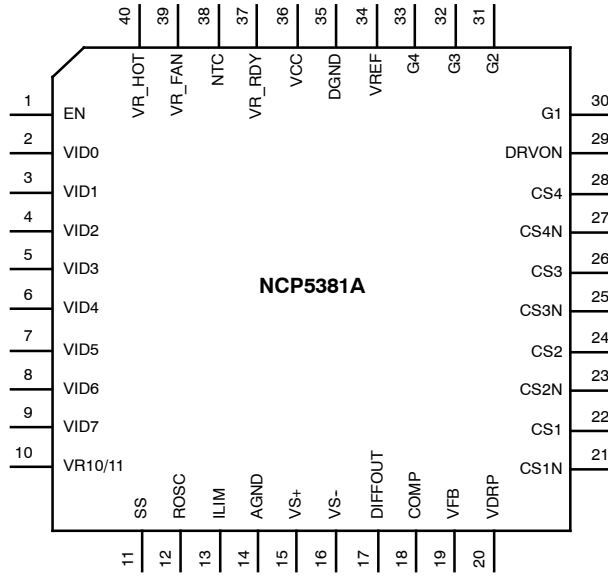 40 39 38 37 36 35 34 33 32 31
VR_HOT VR_FAN NTC VR_RDY VCC DGND VREF G4 G3 G2
1 EN
2 VID0
3 VID1
4 VID2
5 VID3
6 VID4
7 VID5
8 VID6
9 VID7
10 VR10/11
NCP5381A
G1 30
DRVON 29
CS4 28
CS4N 27
CS3 26
CS3N 25
CS2 24
CS2N 23
CS1 22
CS1N 21
SS ROSC ILIM AGND VS+ VS- DIFFOUT COMP VFB VDRP
11 12 13 14 15 16 17 18 19 20